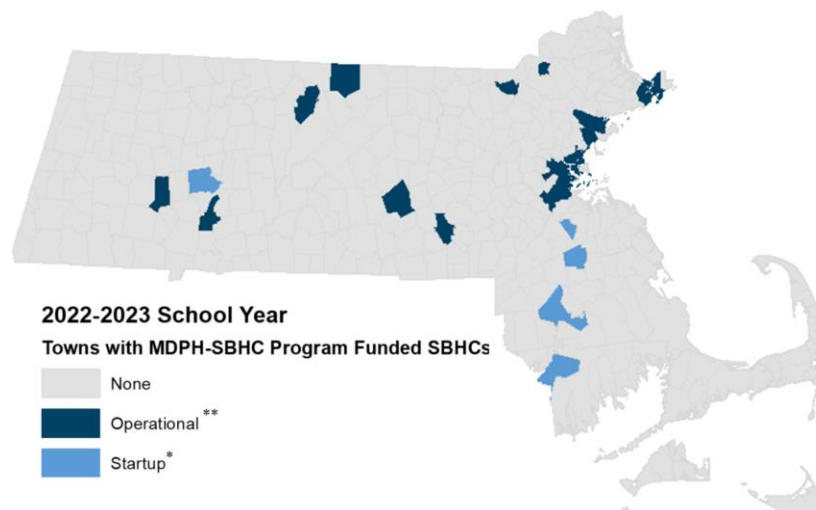 2022-2023 School Year
Towns with MDPH-SBHC Program Funded SBHCs
None
Operational **
Startup*